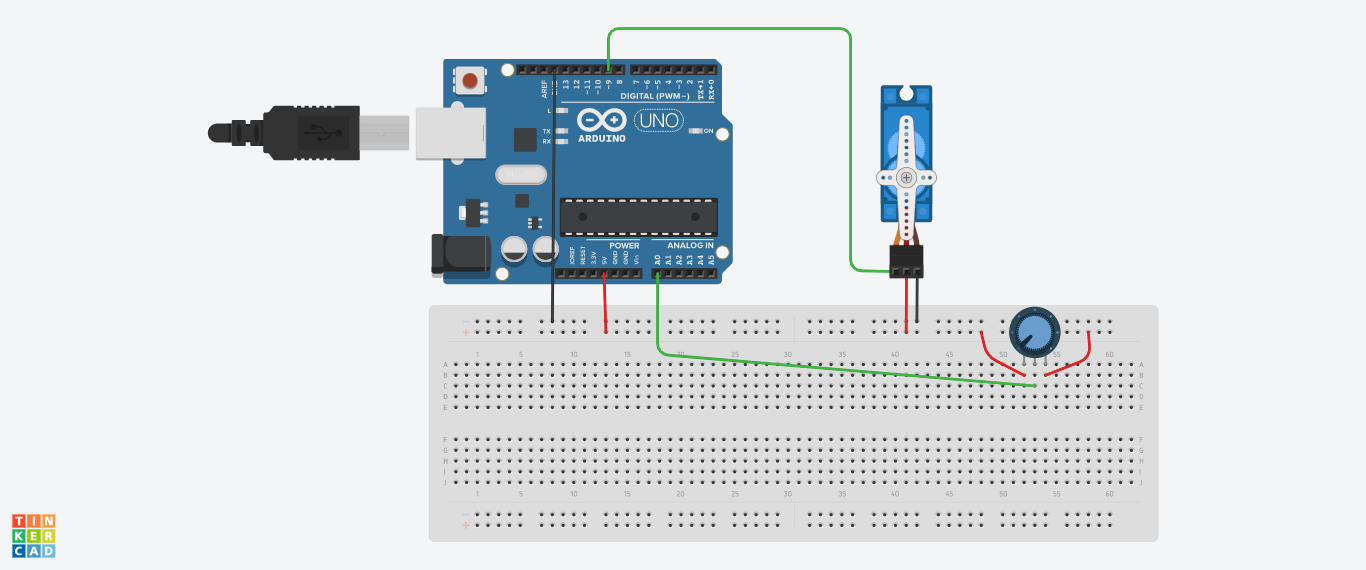 AREF
GND
13
12
~11
~10
~9
8
7
~6
~5
4
~3
2
TX→1
RX←0
DIGITAL (PWM~)
L
TX
RX
UNO
ARDUINO
ON
POWER
ANALOG IN
IOREF
RESET
3.3V
5V
GND
GND
Vin
A0
A1
A2
A3
A4
A5
1 5 10 15 20 25 30 35 40 45 50 55 60
A A
B B
C C
D D
E E
F F
G G
H H
I I
J J
1 5 10 15 20 25 30 35 40 45 50 55 60
TIN
KER
CAD